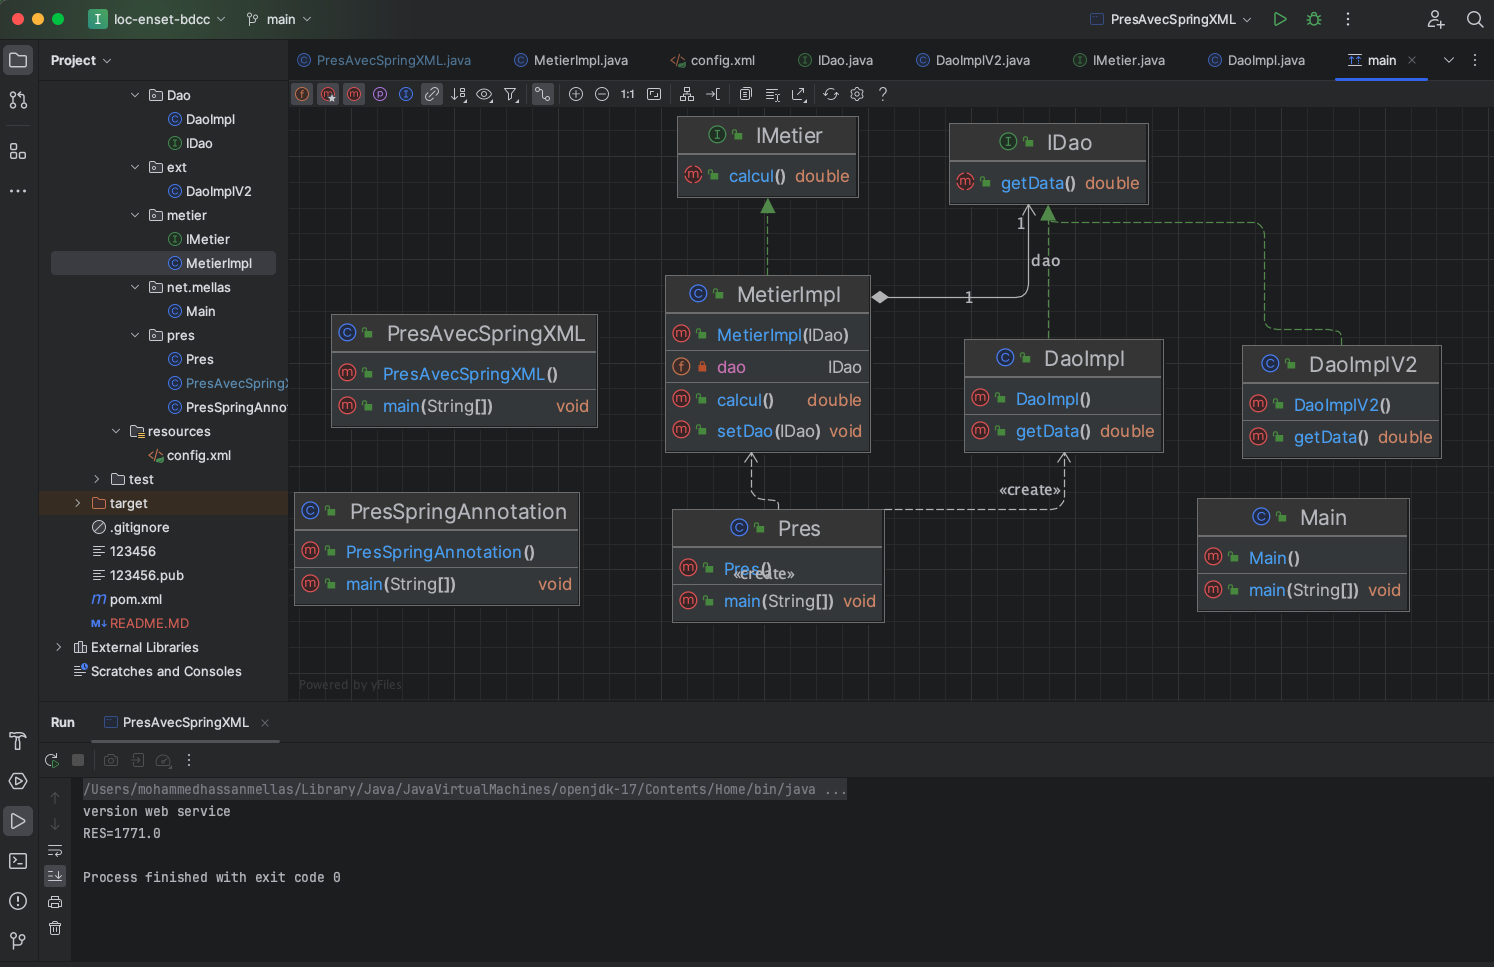 I loc-enset-bdcc main PresAvecSpringXML
Project
PresAvecSpringXML.java MetierImpl.java config.xml IDao.java DaoImplV2.java IMetier.java DaoImpl.java main
1:1 ?
Dao
DaoImpl
IDao
ext
DaoImplV2
metier
IMetier
MetierImpl
net.mellas
Main
pres
Pres
PresAvecSpringX
PresSpringAnnot
resources
config.xml
test
target
.gitignore
123456
123456.pub
pom.xml
README.MD
External Libraries
Scratches and Consoles
IMetier
calcul() double
IDao
getData() double
1
dao
1
MetierImpl
MetierImpl(IDao)
dao IDao
calcul() double
setDao(IDao) void
PresAvecSpringXML
PresAvecSpringXML()
main(String[]) void
DaoImpl
DaoImpl()
getData() double
DaoImplV2
DaoImplV2()
getData() double
«create»
PresSpringAnnotation
PresSpringAnnotation()
main(String[]) void
Pres
Pres()
«create»
main(String[]) void
Main
Main()
main(String[]) void
Powered by yFiles
Run PresAvecSpringXML
/Users/mohammedhassanmellas/Library/Java/JavaVirtualMachines/openjdk-17/Contents/Home/bin/java ...
version web service
RES=1771.0
Process finished with exit code 0